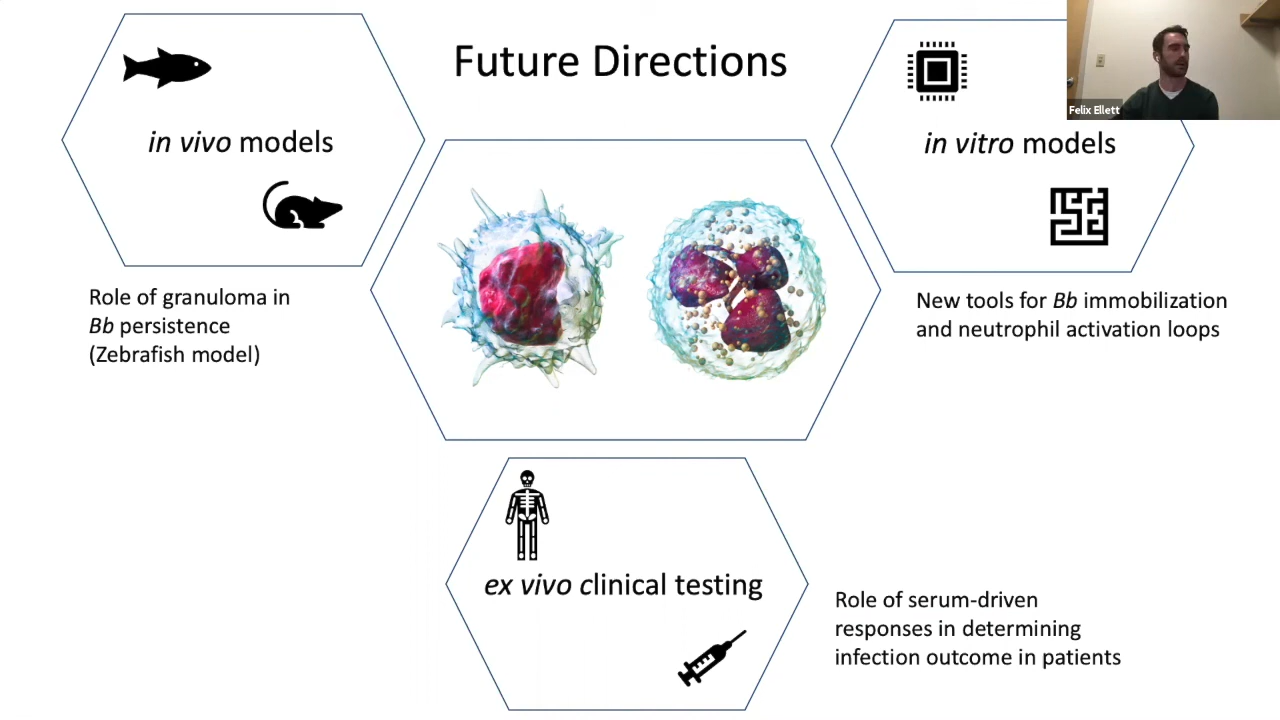 Future Directions
Felix Ellett
in vivo models
in vitro models
Role of granuloma in
Bb persistence
(Zebrafish model)
New tools for Bb immobilization
and neutrophil activation loops
ex vivo clinical testing
Role of serum-driven
responses in determining
infection outcome in patients